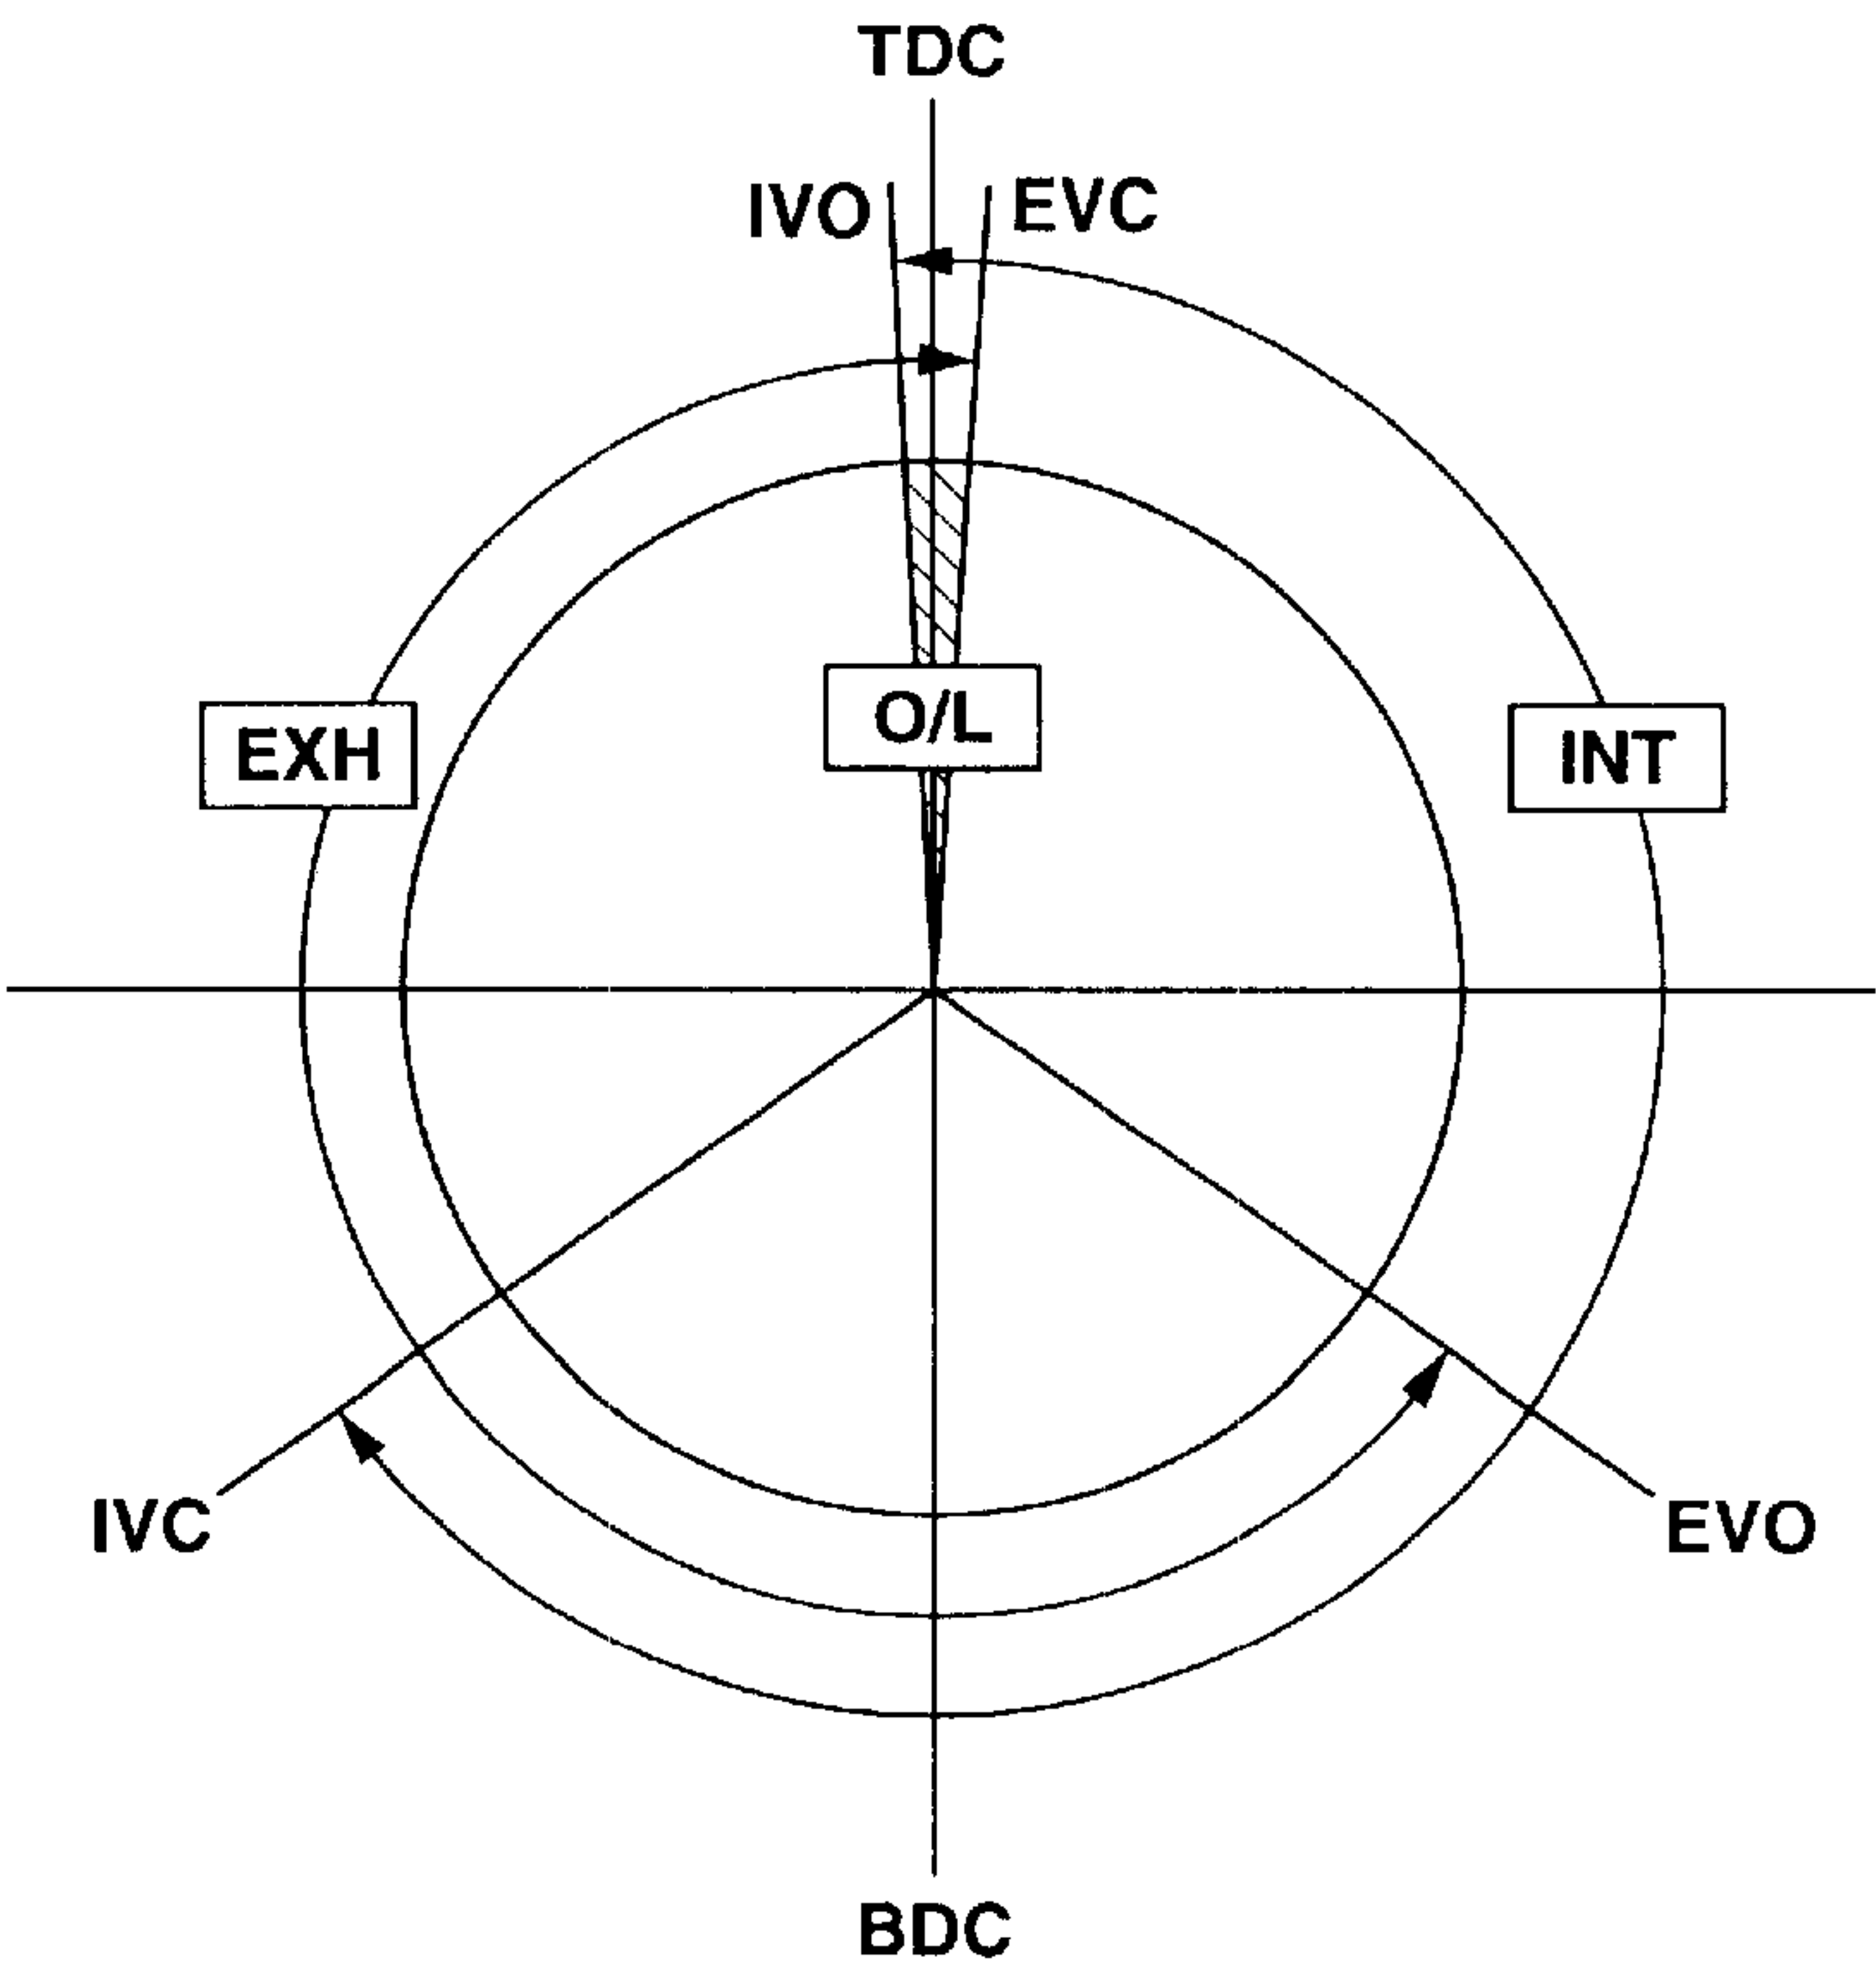 TDC
IVO
EVC
O/L
EXH
INT
IVC
EVO
BDC